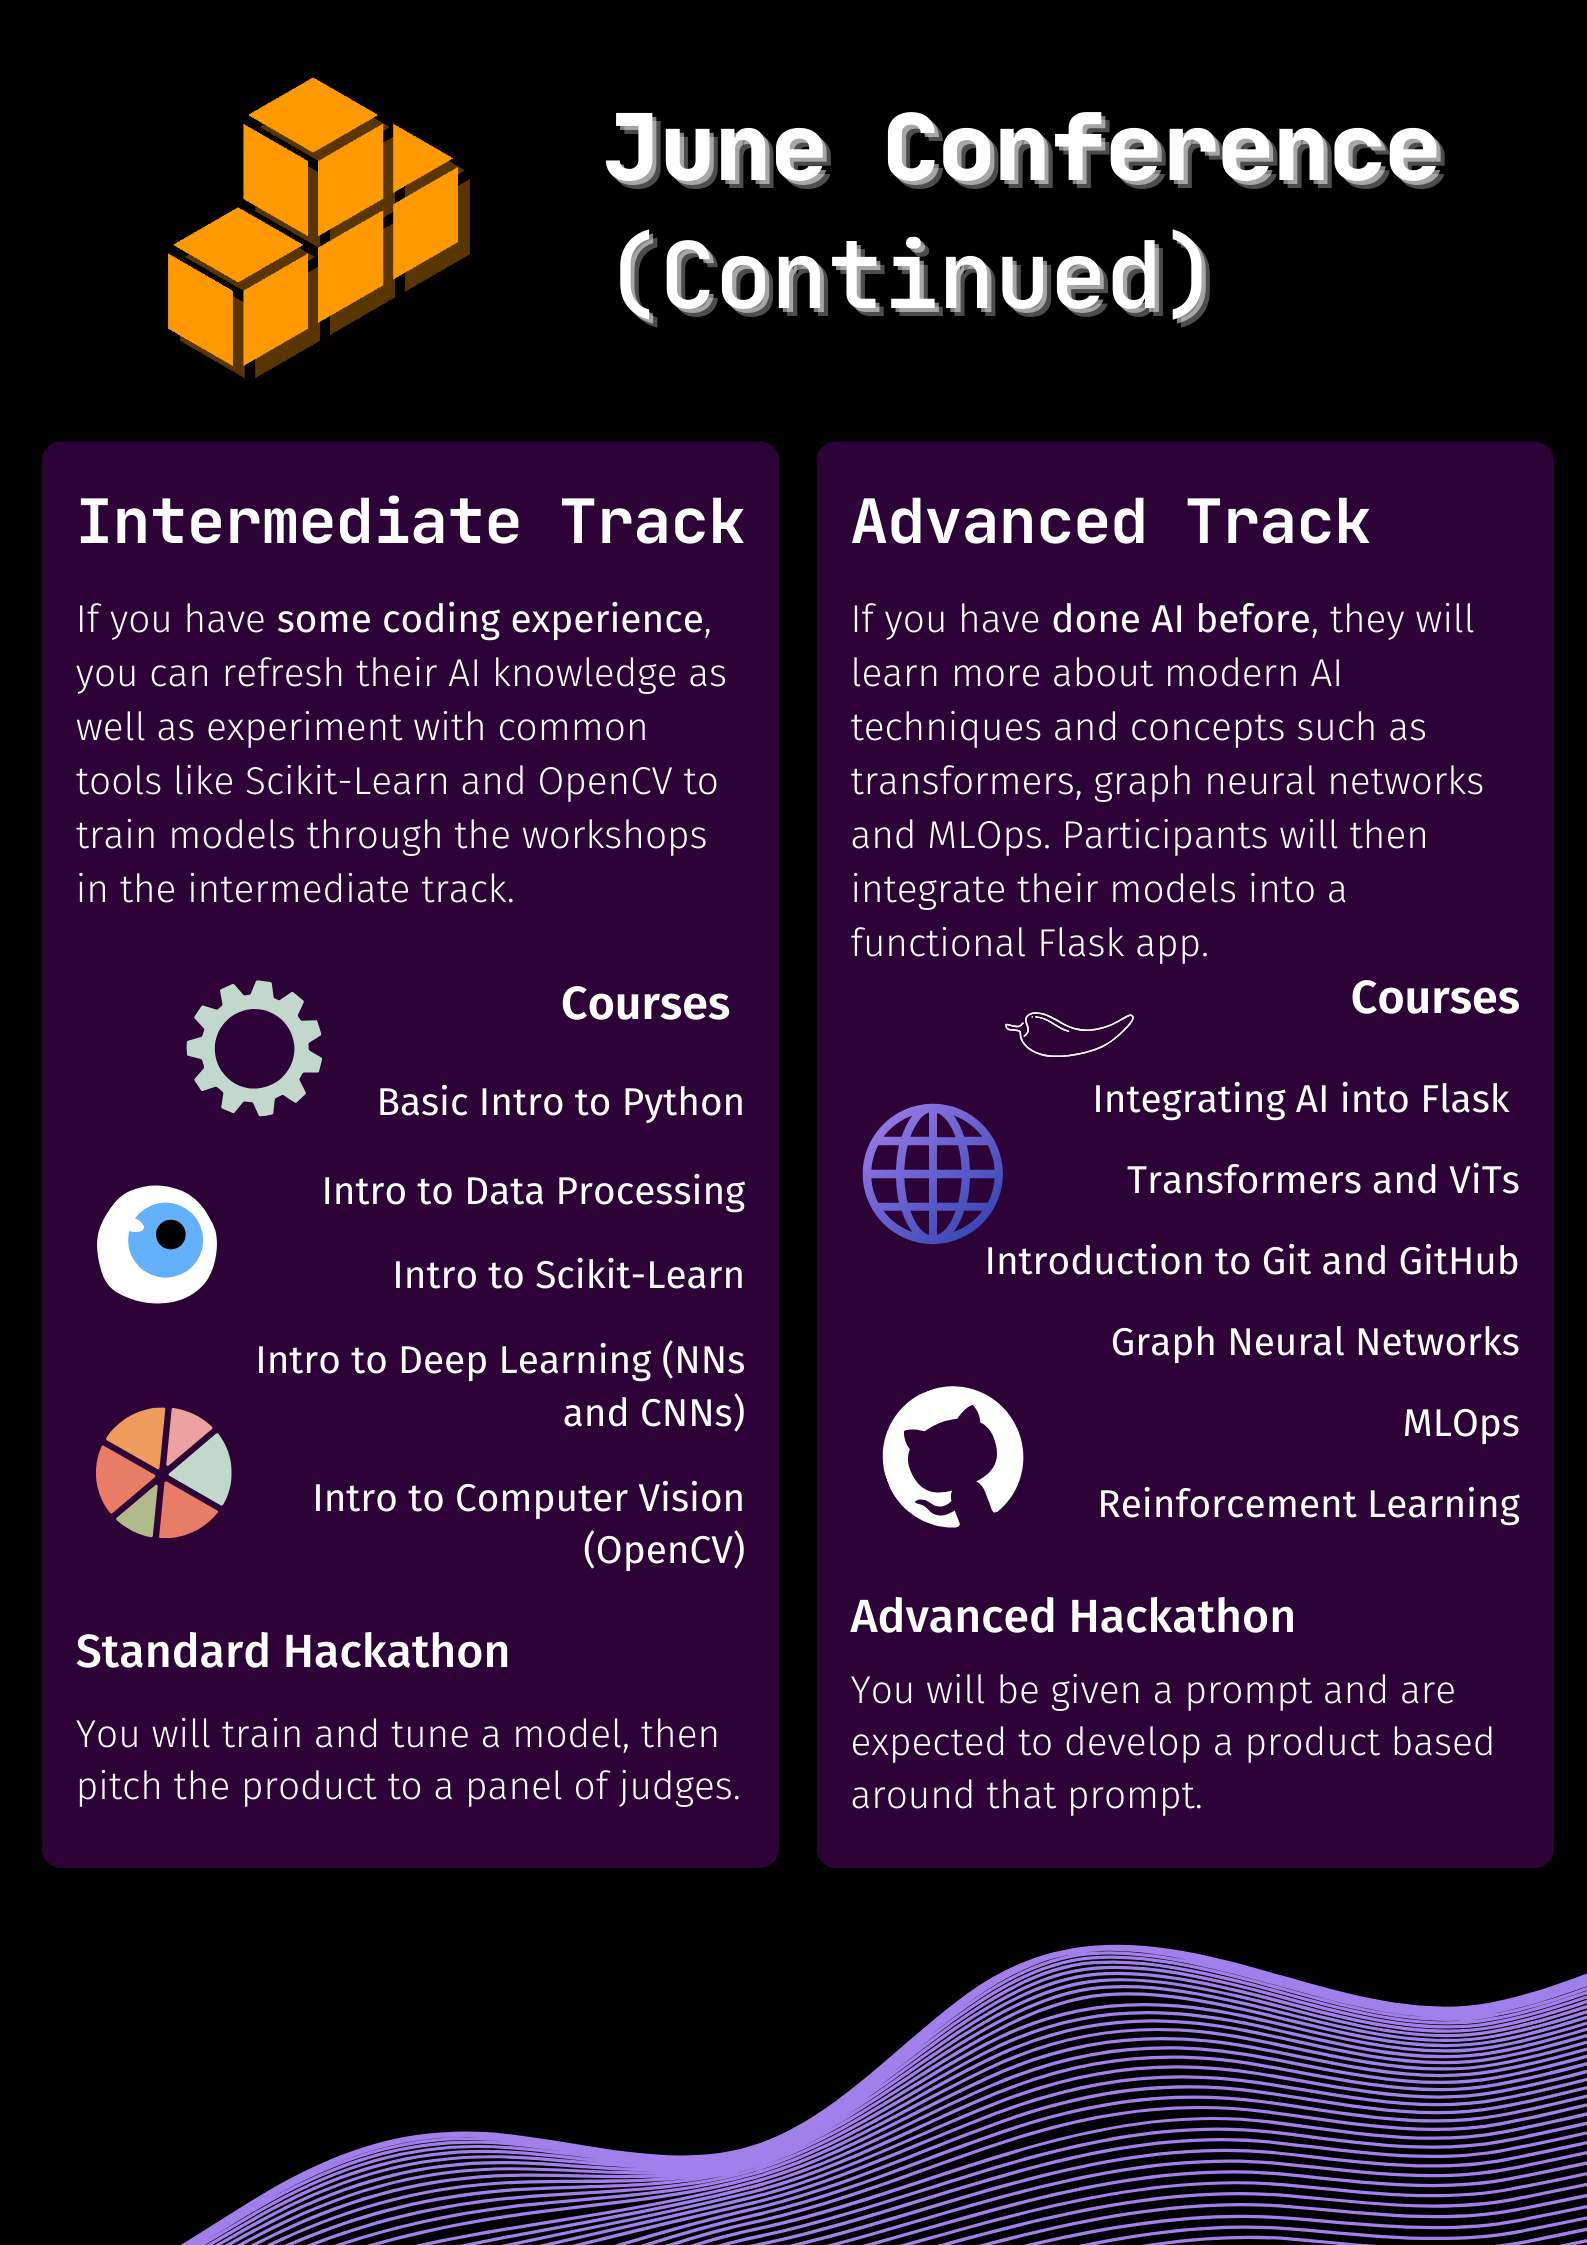 June Conference
(Continued)
Intermediate Track
If you have some coding experience,
you can refresh their AI knowledge as
well as experiment with common
tools like Scikit-Learn and OpenCV to
train models through the workshops
in the intermediate track.
Courses
Basic Intro to Python
Intro to Data Processing
Intro to Scikit-Learn
Intro to Deep Learning (NNs
and CNNs)
Intro to Computer Vision
(OpenCV)
Standard Hackathon
You will train and tune a model, then
pitch the product to a panel of judges.
Advanced Track
If you have done AI before, they will
learn more about modern AI
techniques and concepts such as
transformers, graph neural networks
and MLOps. Participants will then
integrate their models into a
functional Flask app.
Courses
Integrating AI into Flask
Transformers and ViTs
Introduction to Git and GitHub
Graph Neural Networks
MLOps
Reinforcement Learning
Advanced Hackathon
You will be given a prompt and are
expected to develop a product based
around that prompt.